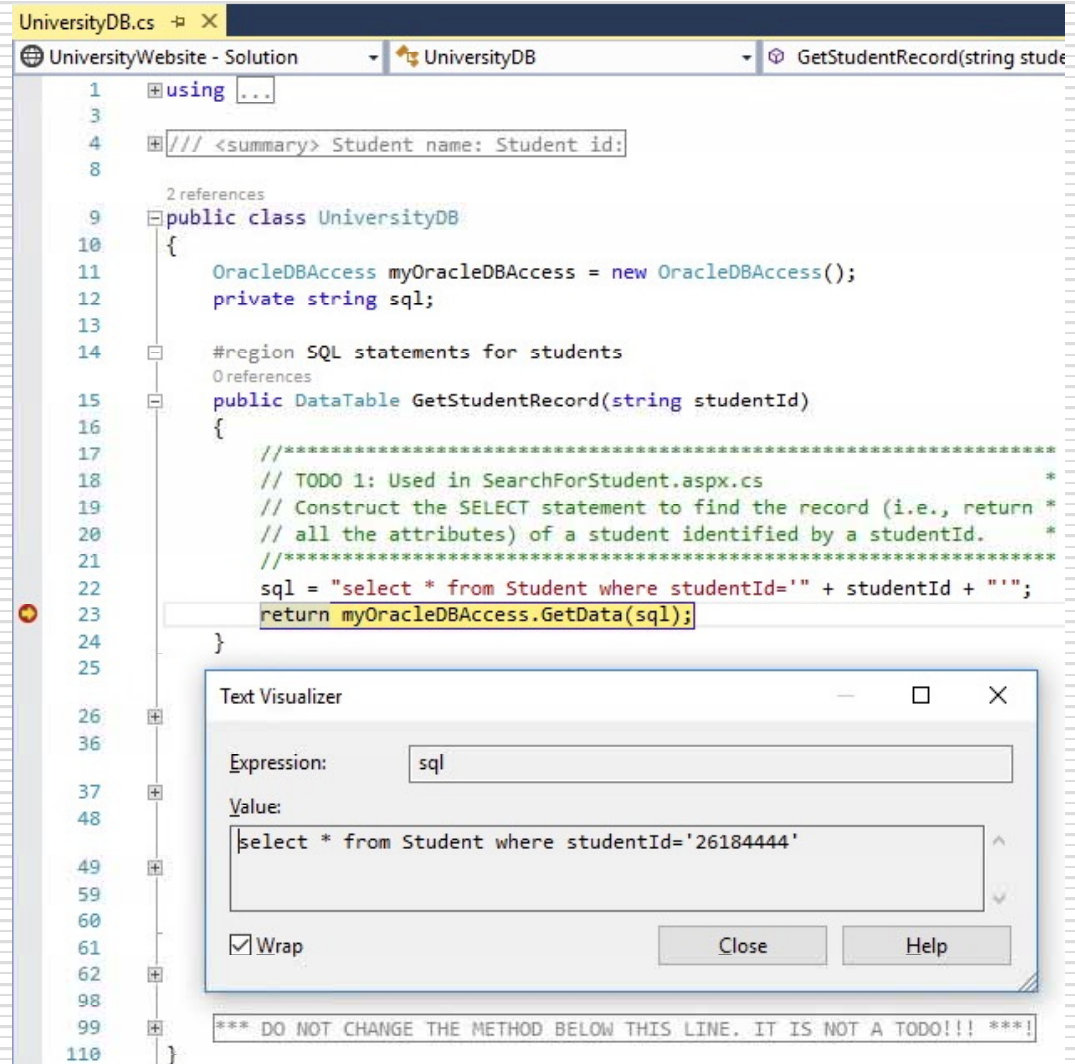 UniversityDB.cs
UniversityWebsite - Solution UniversityDB GetStudentRecord(string stude
1 using ...
3
4 /// <summary> Student name: Student id:
8
2 references
9 public class UniversityDB
10 {
11 OracleDBAccess myOracleDBAccess = new OracleDBAccess();
12 private string sql;
13
14 #region SQL statements for students
0 references
15 public DataTable GetStudentRecord(string studentId)
16 {
17 //******************************************************************
18 // TODO 1: Used in SearchForStudent.aspx.cs *
19 // Construct the SELECT statement to find the record (i.e., return *
20 // all the attributes) of a student identified by a studentId. *
21 //******************************************************************
22 sql = "select * from Student where studentId='" + studentId + "'";
23 return myOracleDBAccess.GetData(sql);
24 }
25
26
36
37
48
49
59
60
61
62
98
Text Visualizer
Expression: sql
Value:
select * from Student where studentId='26184444'
Wrap Close Help
99 *** DO NOT CHANGE THE METHOD BELOW THIS LINE. IT IS NOT A TODO!!! ***!
110 }